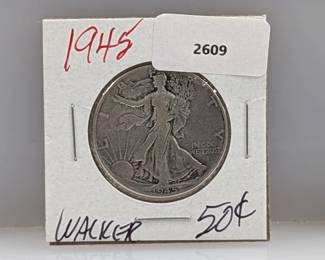 1945
2609
LIBERTY
IN GOD
WE TRUST
1945
WALKER
50¢